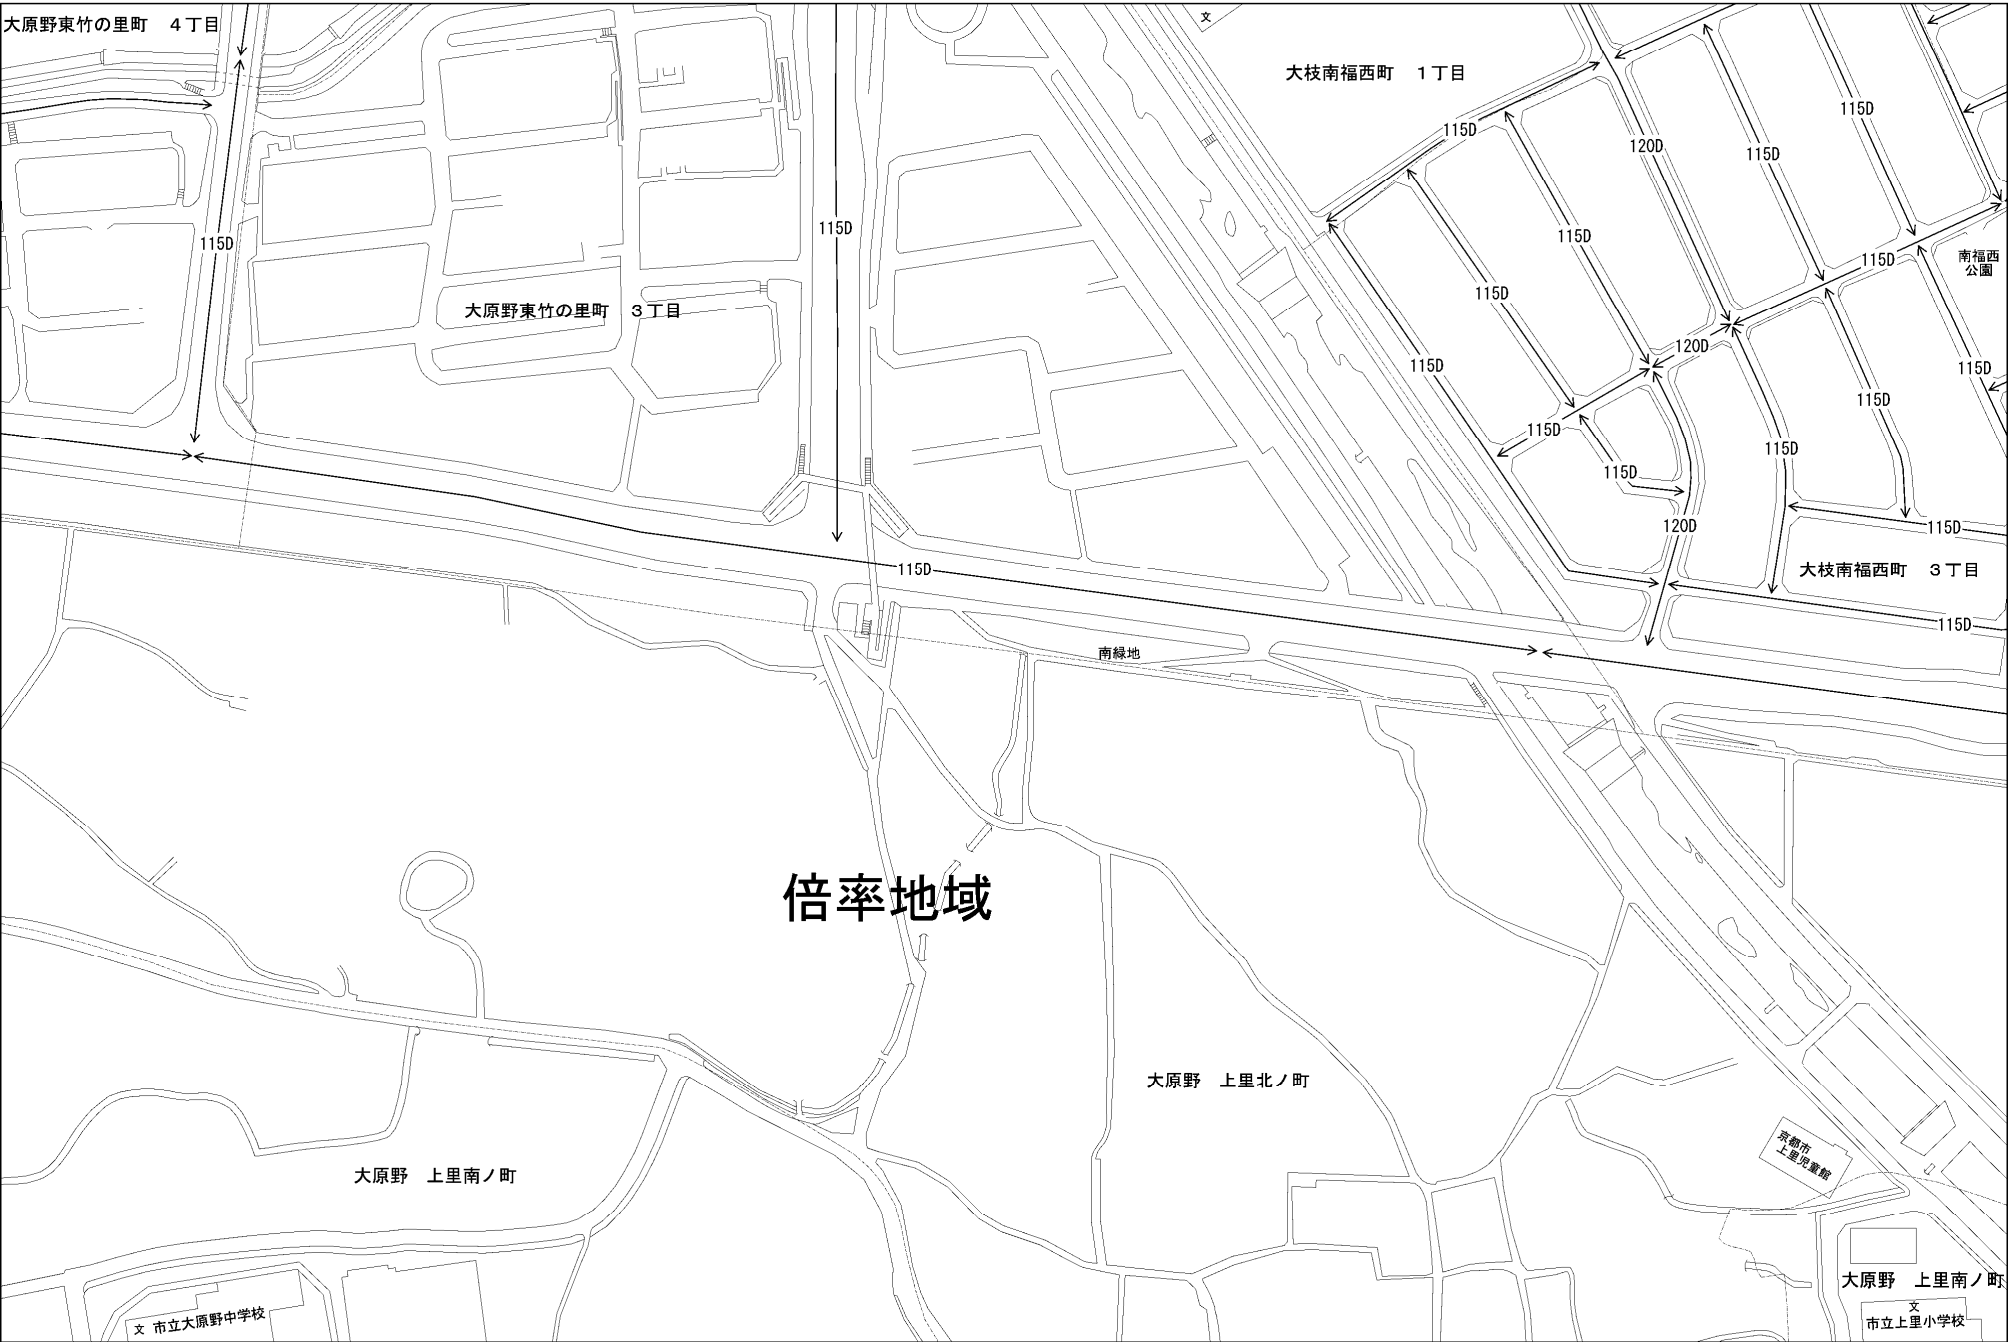 大原野東竹の里町　４丁目
文
大枝南福西町　１丁目
115D
115D
120D
115D
115D
115D
115D
115D
115D
南福西
公園
115D
120D
115D
115D
115D
大原野東竹の里町　３丁目
115D
115D
115D
120D
115D
115D
大枝南福西町　３丁目
115D
南緑地
倍率地域
大原野　上里北ノ町
京都市
上里児童館
大原野　上里南ノ町
大原野　上里南ノ町
文
市立上里小学校
文 市立大原野中学校